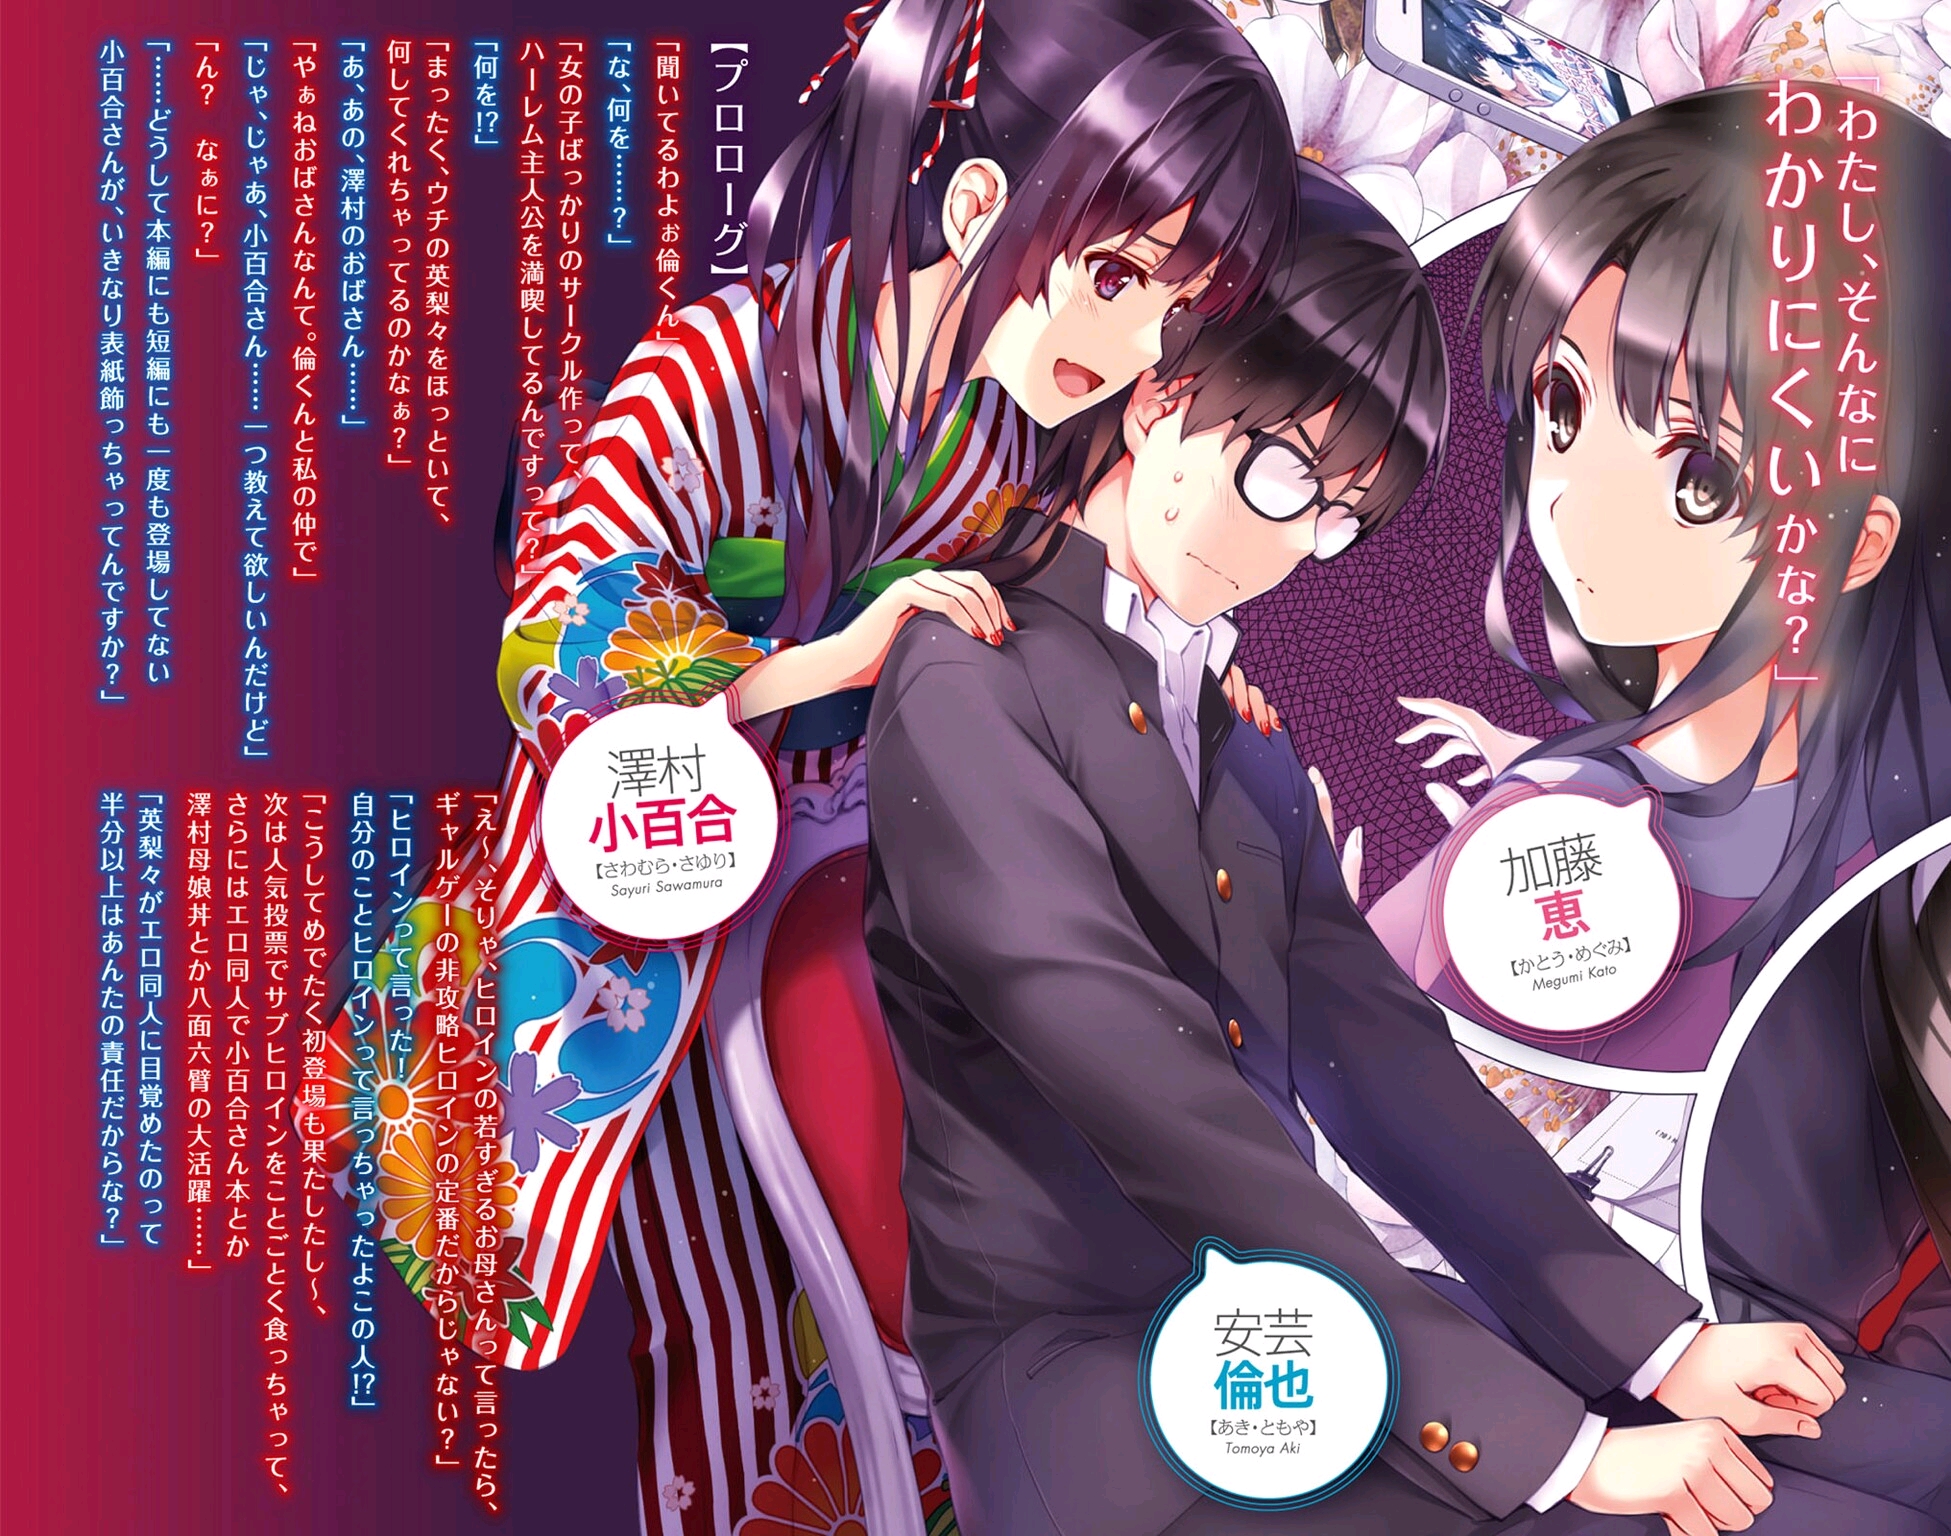 「わたし、そんなに
わかりにくいかな?」
【プロローグ】
「聞いてるわよぉ倫くん」
「な、何を……?」
「女の子ばっかりのサークル作って、
ハーレム主人公を満喫してるんですって?」
「何を!?」
「まったく、ウチの英梨々をほっといて、
何してくれちゃってるのかなぁ?」
「あ、あの、澤村のおばさん……」
「やぁねおばさんなんて。倫くんと私の仲で」
「じゃ、じゃあ、小百合さん……一つ教えて欲しいんだけど」
「ん? なぁに?」
「……どうして本編にも短編にも一度も登場してない
小百合さんが、いきなり表紙飾っちゃってんですか?」
「え〜、そりゃ、ヒロインの若すぎるお母さんって言ったら、
ギャルゲーの非攻略ヒロインの定番だからじゃない?」
「ヒロインって言った!
自分のことヒロインって言っちゃったよこの人!?」
「こうしてめでたく初登場も果たしたし〜、
次は人気投票でサブヒロインをことごとく食っちゃって、
さらにはエロ同人で小百合さん本とか
澤村母娘丼とか八面六臂の大活躍……」
「英梨々がエロ同人に目覚めたのって
半分以上はあんたの責任だからな?」
澤村
小百合
【さわむら・さゆり】
Sayuri Sawamura
加藤
恵
【かとう・めぐみ】
Megumi Kato
安芸
倫也
【あき・ともや】
Tomoya Aki